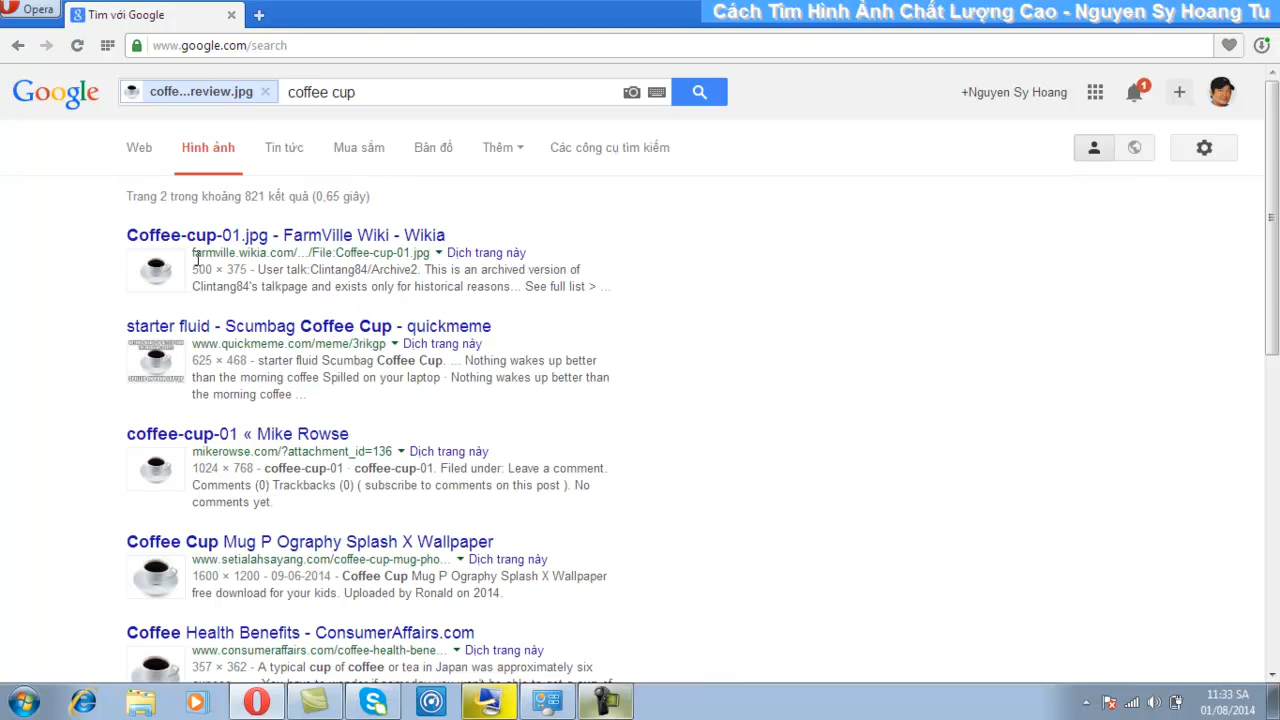 Opera
Tìm với Google
Cách Tìm Hình Ảnh Chất Lượng Cao - Nguyen Sy Hoang Tu
www.google.com/search
Google
coffe...review.jpg
coffee cup
+Nguyen Sy Hoang
1
Web
Hình ảnh
Tin tức
Mua sắm
Bản đồ
Thêm
Các công cụ tìm kiếm
Trang 2 trong khoảng 821 kết quả (0,65 giây)
Coffee-cup-01.jpg - FarmVille Wiki - Wikia
farmville.wikia.com/.../File:Coffee-cup-01.jpg
Dịch trang này
500 × 375 - User talk:Clintang84/Archive2. This is an archived version of
Clintang84's talkpage and exists only for historical reasons... See full list > ...
starter fluid - Scumbag Coffee Cup - quickmeme
www.quickmeme.com/meme/3rikgp
Dịch trang này
625 × 468 - starter fluid Scumbag Coffee Cup. ... Nothing wakes up better
than the morning coffee Spilled on your laptop · Nothing wakes up better than
the morning coffee ...
coffee-cup-01 « Mike Rowse
mikerowse.com/?attachment_id=136
Dịch trang này
1024 × 768 - coffee-cup-01 · coffee-cup-01. Filed under: Leave a comment.
Comments (0) Trackbacks (0) ( subscribe to comments on this post ). No
comments yet.
Coffee Cup Mug P Ography Splash X Wallpaper
www.setialahsayang.com/coffee-cup-mug-pho...
Dịch trang này
1600 × 1200 - 09-06-2014 - Coffee Cup Mug P Ography Splash X Wallpaper
free download for your kids. Uploaded by Ronald on 2014.
Coffee Health Benefits - ConsumerAffairs.com
www.consumeraffairs.com/coffee-health-bene...
Dịch trang này
357 × 362 - A typical cup of coffee or tea in Japan was approximately six
11:33 SA
01/08/2014